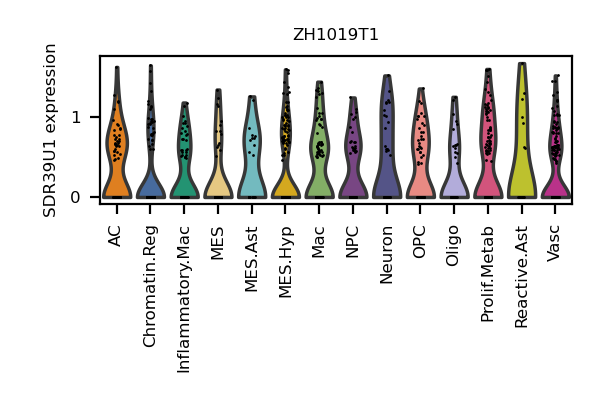 ZH1019T1
SDR39U1 expression
1
0
AC
Chromatin.Reg
Inflammatory.Mac
MES
MES.Ast
MES.Hyp
Mac
NPC
Neuron
OPC
Oligo
Prolif.Metab
Reactive.Ast
Vasc